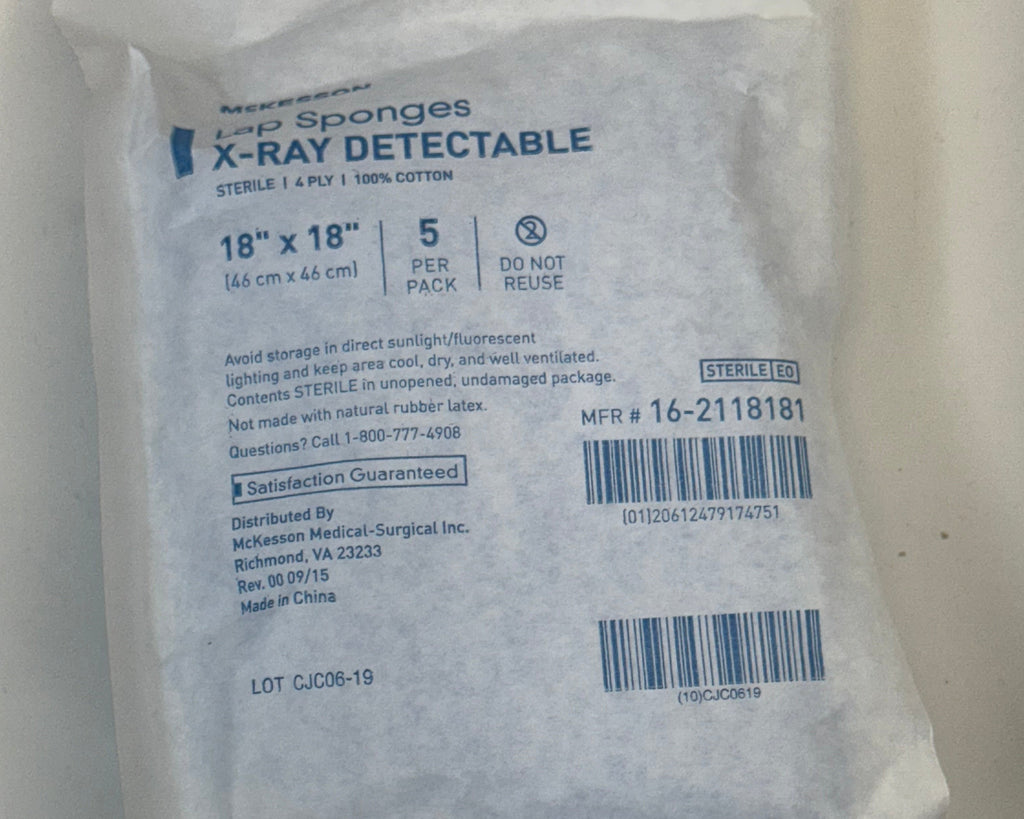 McKESSON
Lap Sponges
X-RAY DETECTABLE
STERILE | 4 PLY | 100% COTTON
18" x 18"
(46 cm x 46 cm)
5
PER
PACK
2
DO NOT
REUSE
Avoid storage in direct sunlight/fluorescent
lighting and keep area cool, dry, and well ventilated.
Contents STERILE in unopened, undamaged package.
Not made with natural rubber latex.
Questions? Call 1-800-777-4908
Satisfaction Guaranteed
Distributed By
McKesson Medical-Surgical Inc.
Richmond, VA 23233
Rev. 00 09/15
Made in China
LOT CJC06-19
STERILE EO
MFR # 16-2118181
(01)20612479174751
(10)CJC0619